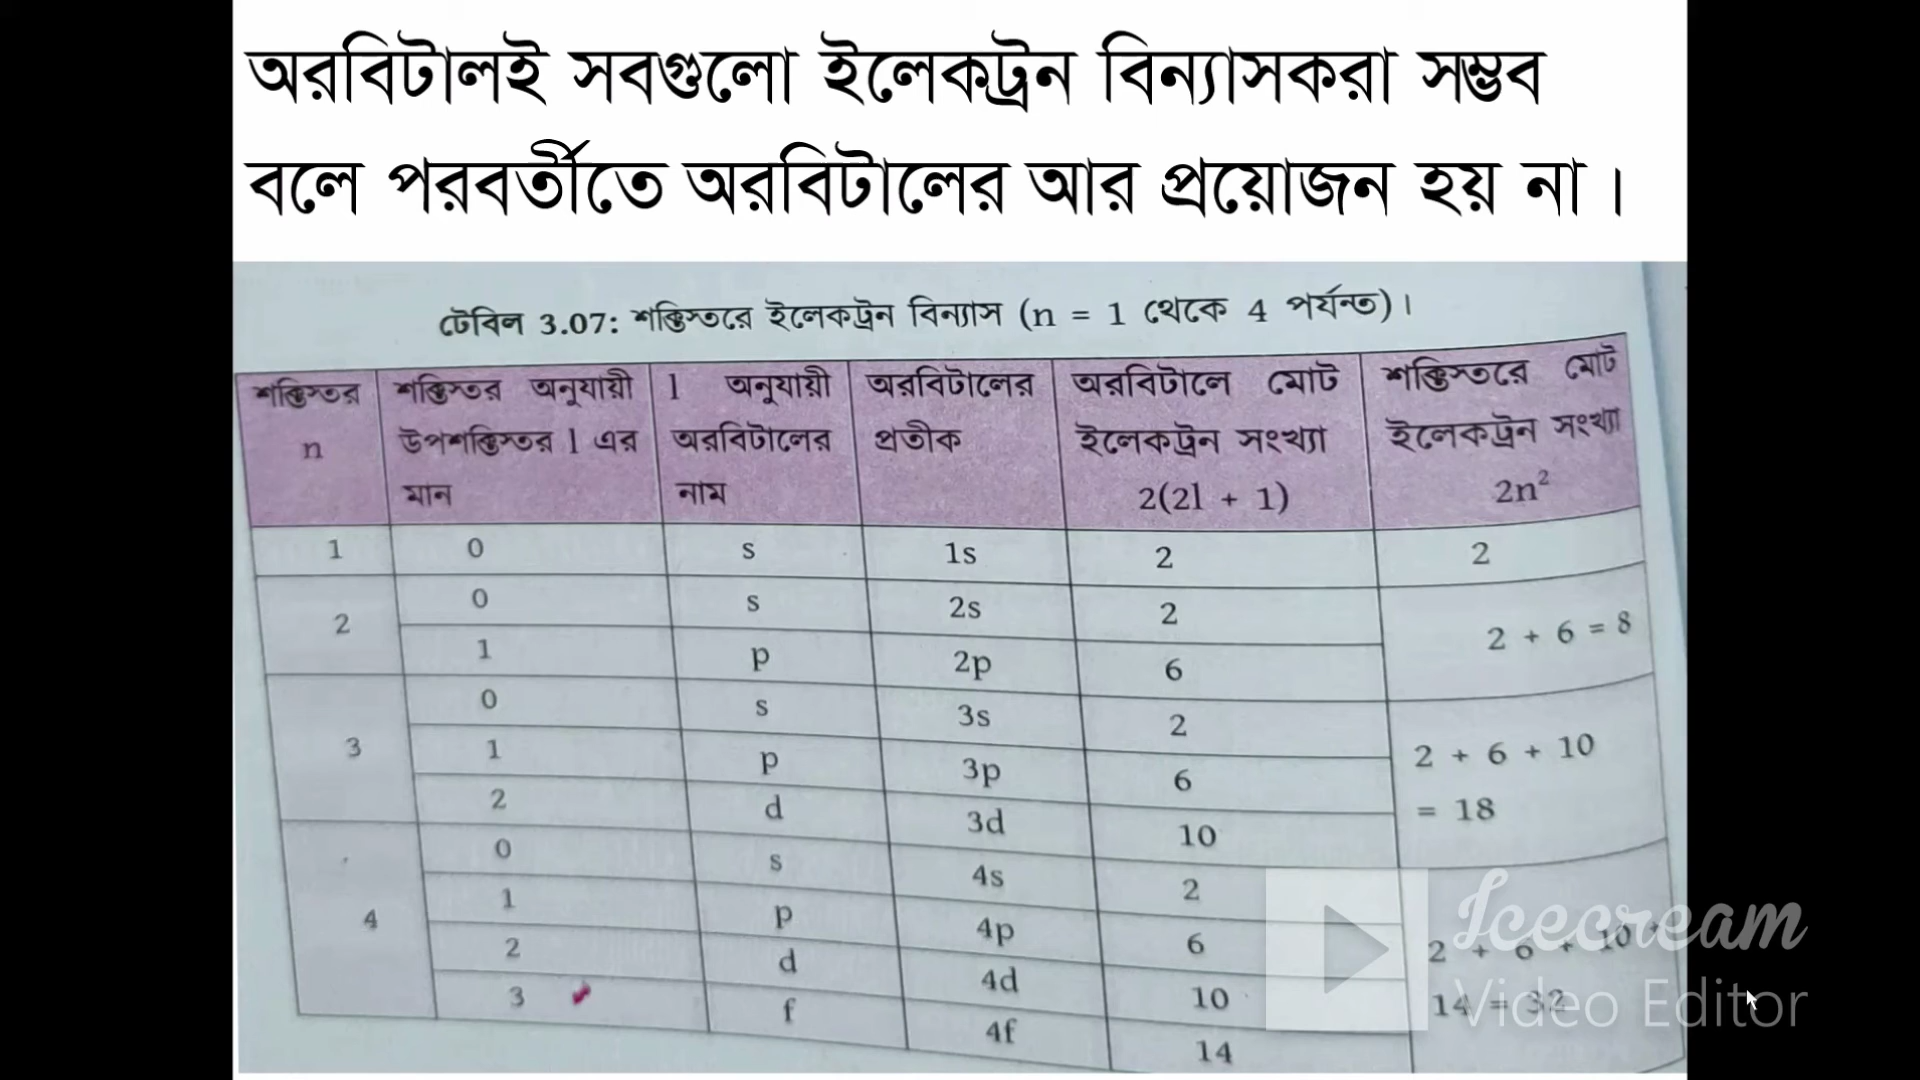 অরবিটালই সবগুলো ইলেকট্রন বিন্যাসকরা সম্ভব
বলে পরবর্তীতে অরবিটালের আর প্রয়োজন হয় না।
টেবিল 3.07: শক্তিস্তরে ইলেকট্রন বিন্যাস (n = 1 থেকে 4 পর্যন্ত)।
শক্তিস্তর n শক্তিস্তর অনুযায়ী উপশক্তিস্তর l এর মান l অনুযায়ী অরবিটালের নাম অরবিটালের প্রতীক অরবিটালে মোট ইলেকট্রন সংখ্যা 2(2l + 1) শক্তিস্তরে মোট ইলেকট্রন সংখ্যা 2n²
1 0 s 1s 2 2
2 0 s 2s 2 2 + 6 = 8
1 p 2p 6
3 0 s 3s 2 2 + 6 + 10
1 p 3p 6 = 18
2 d 3d 10
4 0 s 4s 2
1 p 4p 6 2 + 6 + 10
2 d 4d 10 14 = 32
3 f 4f 14
Icecream
Video Editor